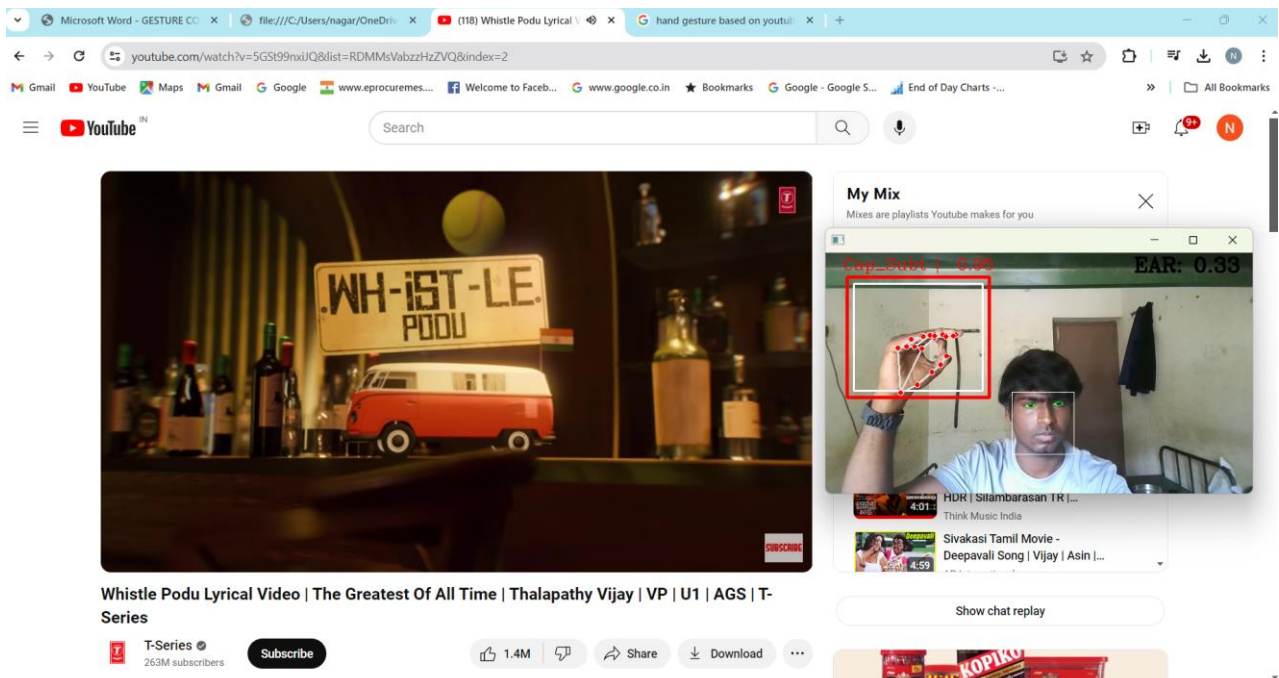 Microsoft Word - GESTURE CO
file:///C:/Users/nagar/OneDriv
(118) Whistle Podu Lyrical V
hand gesture based on youtub
youtube.com/watch?v=5GSt99nxiJQ&list=RDMMsVabzzHzZVQ&index=2
N
Gmail YouTube Maps Gmail Google www.eprocuremes.... Welcome to Faceb... www.google.co.in Bookmarks Google - Google S... End of Day Charts -... » All Bookmarks
YouTube IN
Search
9+
N
.WH-iST-LE.
PODU
SUBSCRIBE
My Mix
Mixes are playlists Youtube makes for you
Cap_Subt | 0.95
EAR: 0.33
HDR | Silambarasan TR |...
4:01
Think Music India
Sivakasi Tamil Movie -
Deepavali Song | Vijay | Asin |...
4:59
Whistle Podu Lyrical Video | The Greatest Of All Time | Thalapathy Vijay | VP | U1 | AGS | T-
Series
T-Series
263M subscribers
Subscribe
1.4M
Share
Download
Show chat replay
KOPIKO